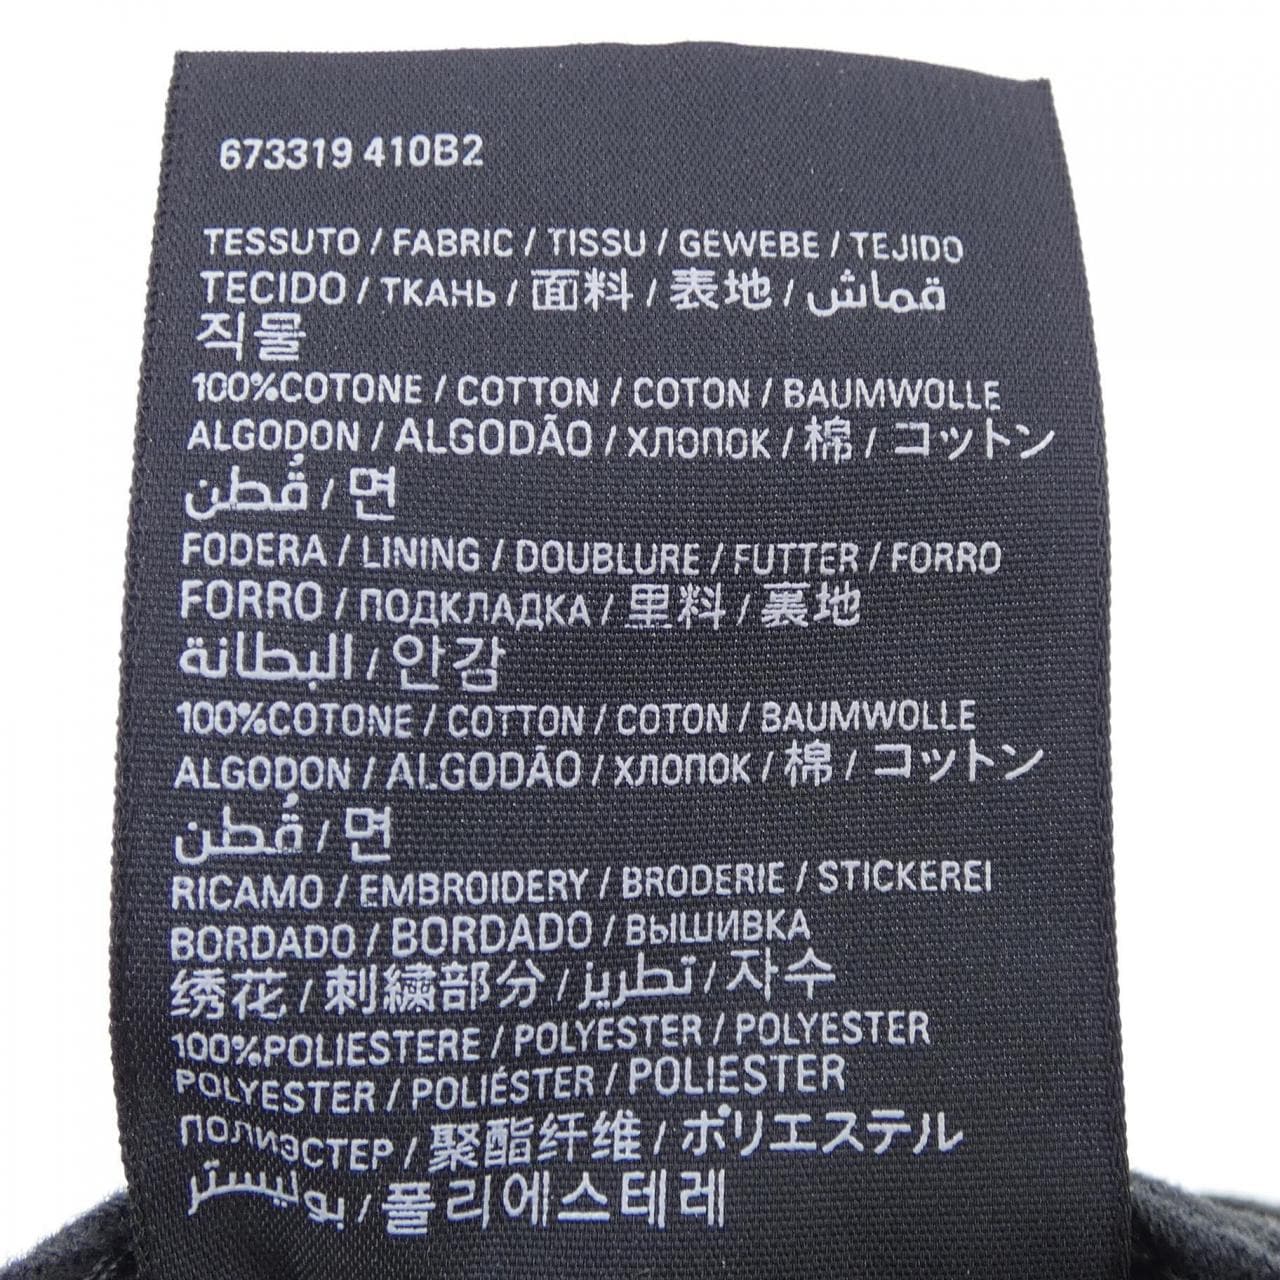 673319 410B2
TESSUTO / FABRIC / TISSU / GEWEBE / TEJIDO
TECIDO / ТКАНЬ / 面料 / 表地 / قماش
직물
100%COTONE / COTTON / COTON / BAUMWOLLE
ALGODON / ALGODÃO / ХЛОПОК / 棉 / コットン
قُطن / 면
FODERA / LINING / DOUBLURE / FUTTER / FORRO
FORRO / ПОДКЛАДКА / 里料 / 裏地
البطانة / 안감
100%COTONE / COTTON / COTON / BAUMWOLLE
ALGODON / ALGODÃO / ХЛОПОК / 棉 / コットン
قُطن / 면
RICAMO / EMBROIDERY / BRODERIE / STICKEREI
BORDADO / BORDADO / ВЫШИВКА
绣花 / 刺繍部分 / تطريز / 자수
100%POLIESTERE / POLYESTER / POLYESTER
POLYESTER / POLIÉSTER / POLIESTER
ПОЛИЭСТЕР / 聚酯纤维 / ポリエステル
بوليستر / 폴리에스테레